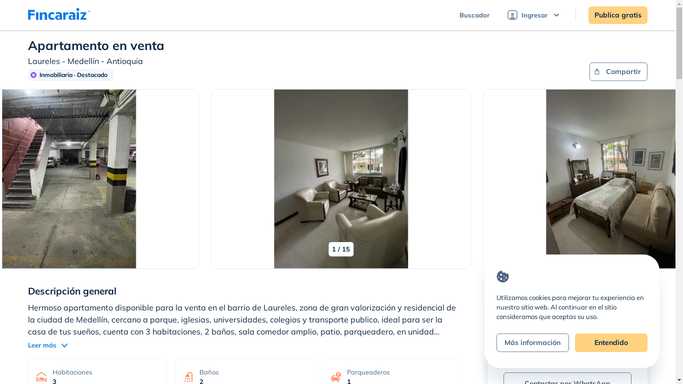 Fincaraiz
Buscador
Ingresar
Publica gratis
Apartamento en venta
Laureles - Medellín - Antioquia
Inmobiliaria · Destacado
Compartir
1 / 15
Descripción general
Hermoso apartamento disponible para la venta en el barrio de Laureles, zona de gran valorización y residencial de
la ciudad de Medellín, cercano a parque, iglesias, universidades, colegios y transporte publico, ideal para ser la
casa de tus sueños, cuenta con 3 habitaciones, 2 baños, sala comedor amplio, patio, parqueadero, en unidad...
Leer más
Habitaciones
3
Baños
2
Parqueaderos
1
Utilizamos cookies para mejorar tu experiencia en
nuestro sitio web. Al continuar en el sitio
consideramos que aceptas su uso.
Más información
Entendido
Contactar por WhatsApp